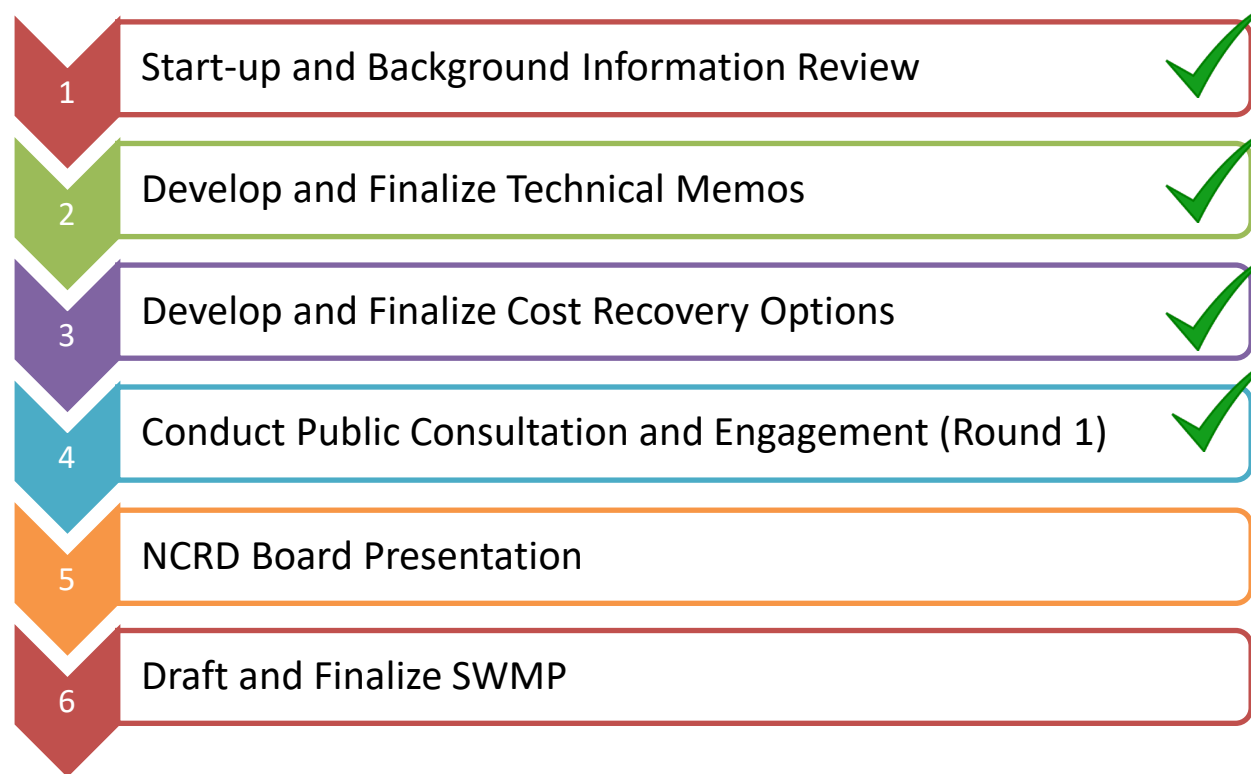 1
Start-up and Background Information Review
2
Develop and Finalize Technical Memos
3
Develop and Finalize Cost Recovery Options
4
Conduct Public Consultation and Engagement (Round 1)
5
NCRD Board Presentation
6
Draft and Finalize SWMP